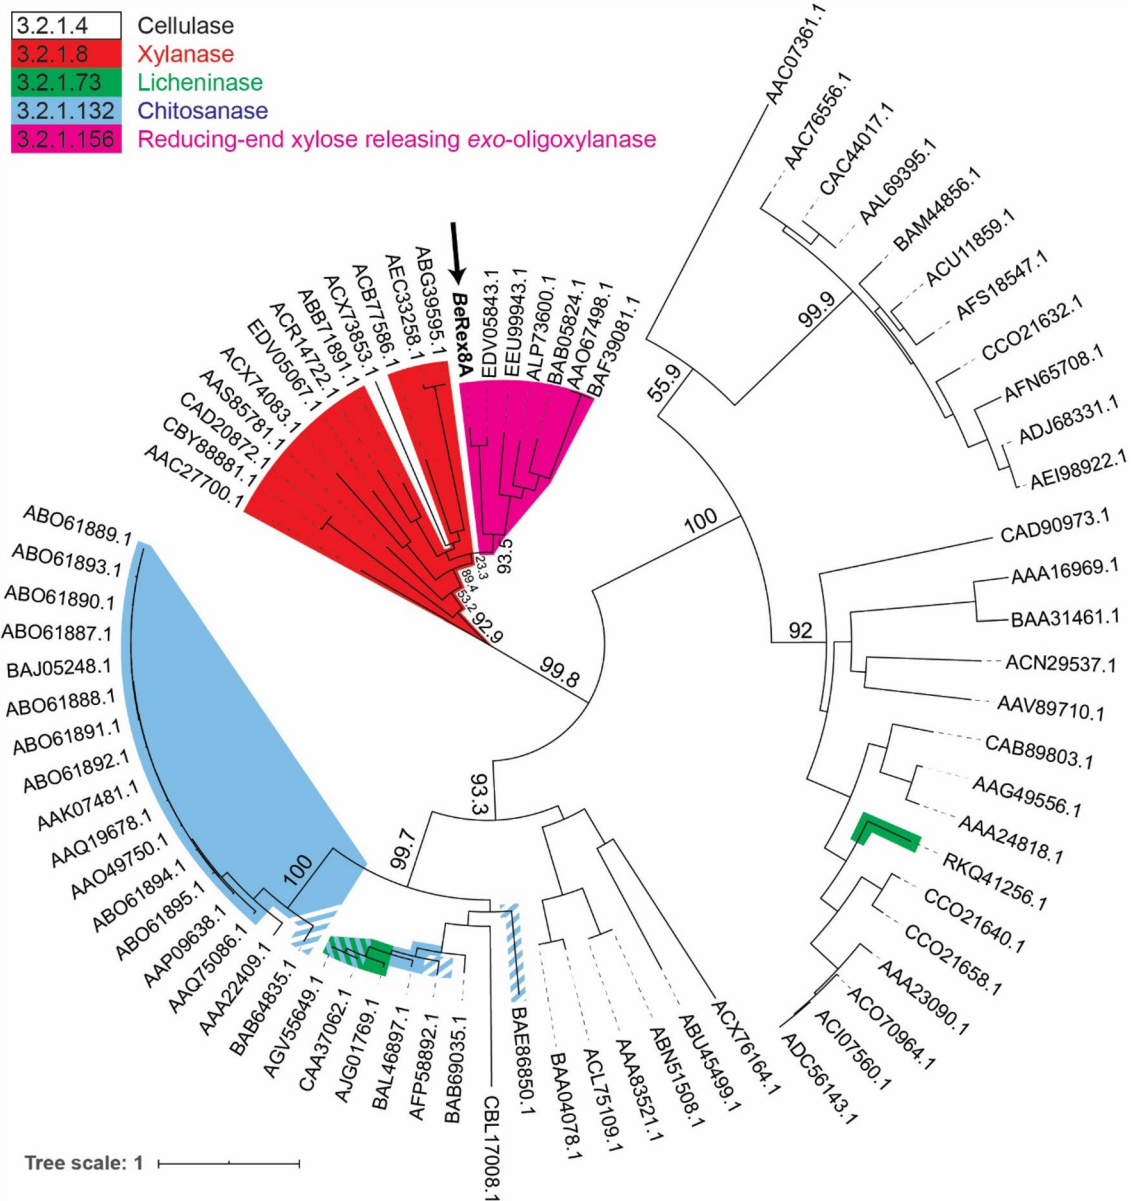 3.2.1.4 Cellulase
3.2.1.8 Xylanase
3.2.1.73 Licheninase
3.2.1.132 Chitosanase
3.2.1.156 Reducing-end xylose releasing exo-oligoxylanase
AAC07361.1
AAC76556.1
CAC44017.1
AAL69395.1
BAM44856.1
ACU11859.1
AFS18547.1
CCO21632.1
AFN65708.1
ADJ68331.1
AEI98922.1
CAD90973.1
AAA16969.1
BAA31461.1
ACN29537.1
AAV89710.1
CAB89803.1
AAG49556.1
AAA24818.1
RKQ41256.1
CCO21640.1
CCO21658.1
AAA23090.1
ACO70964.1
ACI07560.1
ADC56143.1
ACX76164.1
ABU45499.1
ABN51508.1
AAA83521.1
ACL75109.1
BAA04078.1
BAE86850.1
CBL17008.1
BAB69035.1
AFP58892.1
BAL46897.1
AJG01769.1
CAA37062.1
AGV55649.1
BAB64835.1
AAA22409.1
AAQ75086.1
AAP09638.1
ABO61895.1
ABO61894.1
AAO49750.1
AAQ19678.1
AAK07481.1
ABO61892.1
ABO61891.1
ABO61888.1
BAJ05248.1
ABO61887.1
ABO61890.1
ABO61893.1
ABO61889.1
AAC27700.1
CBY88881.1
CAD20872.1
AAS85781.1
ACX74083.1
EDV05067.1
ACR14722.1
ABB71891.1
ACX73853.1
ACB77586.1
AEC33258.1
ABG39595.1
BeRex8A
EDV05843.1
EEU99943.1
ALP73600.1
BAB05824.1
AAO67498.1
BAF39081.1
99.9
55.9
100
92
93.5
23.3
89.4
53.2
92.9
99.8
93.3
99.7
100
Tree scale: 1